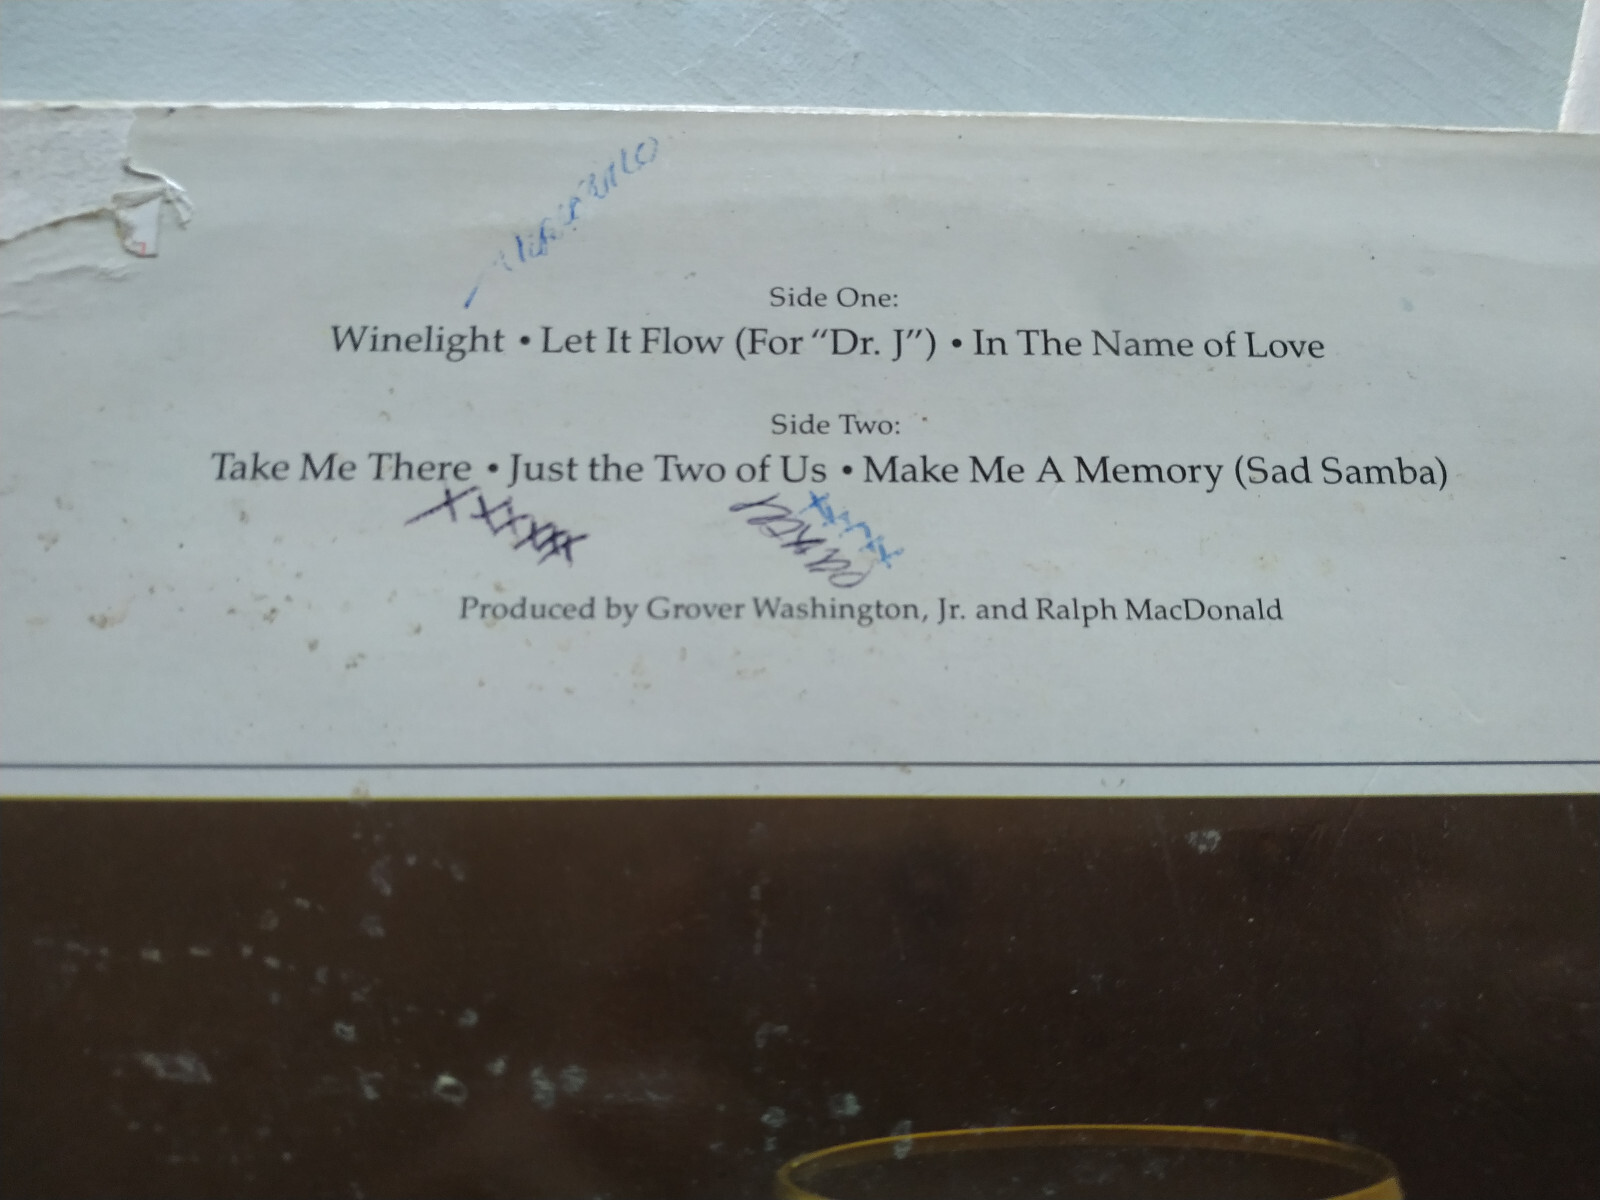 Side One:
Winelight • Let It Flow (For “Dr. J”) • In The Name of Love
Side Two:
Take Me There • Just the Two of Us • Make Me A Memory (Sad Samba)
XXXXXX
Produced by Grover Washington, Jr. and Ralph MacDonald